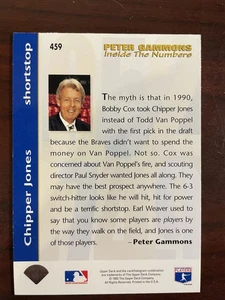 459
PETER GAMMONS
Inside The Numbers
shortstop
Chipper Jones
The myth is that in 1990,
Bobby Cox took Chipper Jones
instead of Todd Van Poppel
with the first pick in the draft
because the Braves didn't want to spend the
money on Van Poppel. Not so. Cox was
concerned about Van Poppel's fire, and scouting
director Paul Snyder wanted Jones all along. They
may have the best prospect anywhere. The 6-3
switch-hitter looks like he will hit, hit for
power and be a terrific shortstop. Earl Weaver used
to say that you know some players are players by
the way they walk on the field, and Jones is one
of those players.
– Peter Gammons